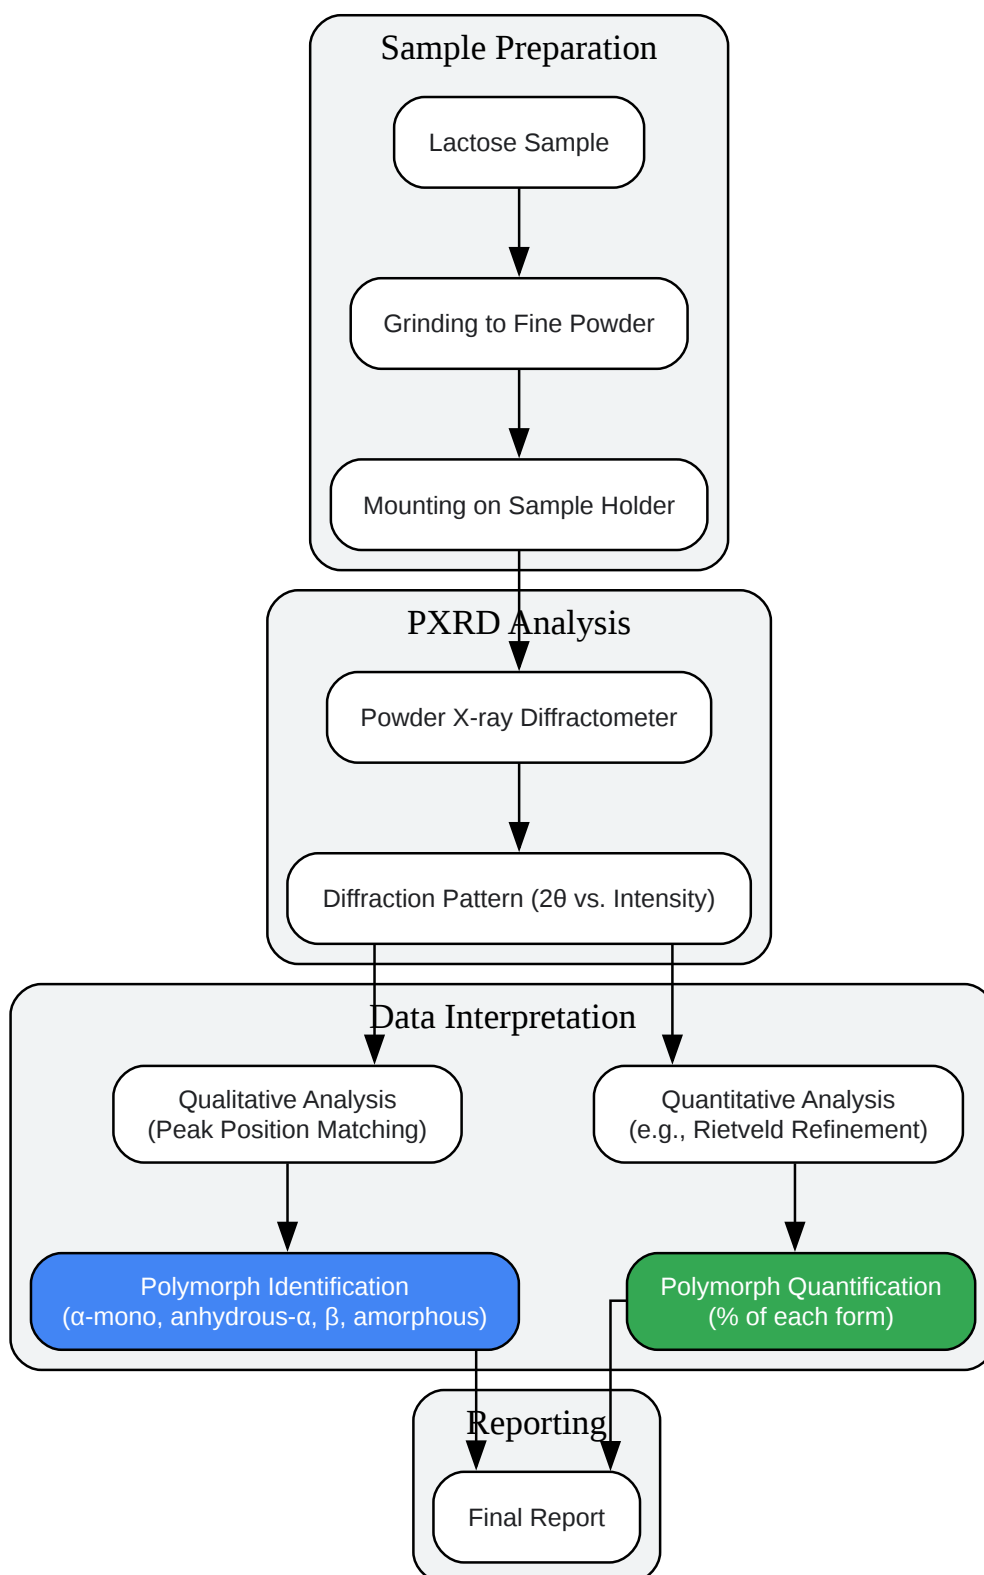 Sample Preparation
Lactose Sample
Grinding to Fine Powder
Mounting on Sample Holder
PXRD Analysis
Powder X-ray Diffractometer
Diffraction Pattern (2θ vs. Intensity)
Data Interpretation
Qualitative Analysis
(Peak Position Matching)
Quantitative Analysis
(e.g., Rietveld Refinement)
Polymorph Identification
(α-mono, anhydrous-α, β, amorphous)
Polymorph Quantification
(% of each form)
Reporting
Final Report